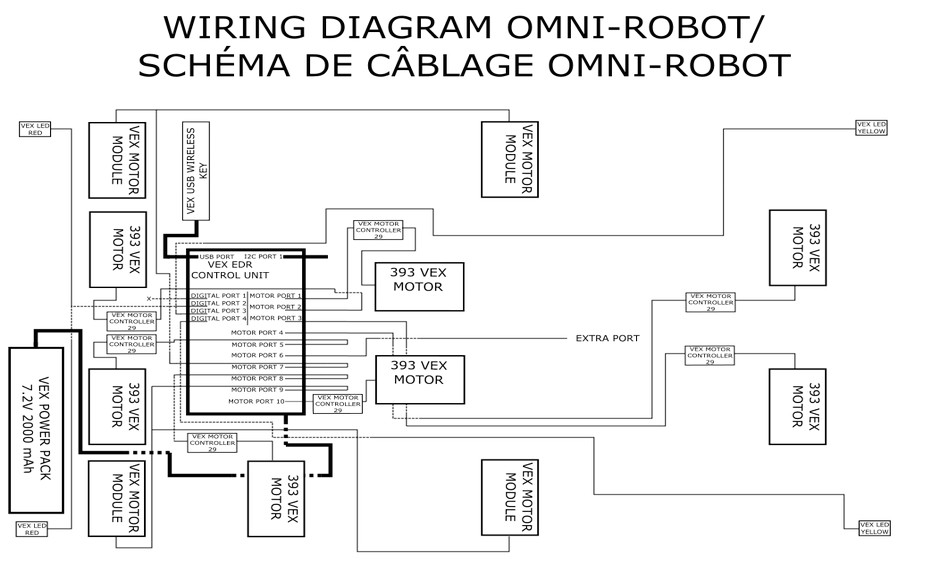 WIRING DIAGRAM OMNI-ROBOT/
SCHÉMA DE CÂBLAGE OMNI-ROBOT
VEX LED
RED
VEX MOTOR
MODULE
VEX USB WIRELESS
KEY
VEX MOTOR
MODULE
VEX LED
YELLOW
393 VEX
MOTOR
VEX MOTOR
CONTROLLER
29
393 VEX
MOTOR
USB PORT
I2C PORT 1
VEX EDR
CONTROL UNIT
393 VEX
MOTOR
X
DIGITAL PORT 1
MOTOR PORT 1
DIGITAL PORT 2
MOTOR PORT 2
DIGITAL PORT 3
DIGITAL PORT 4
MOTOR PORT 3
VEX MOTOR
CONTROLLER
29
VEX MOTOR
CONTROLLER
29
MOTOR PORT 4
MOTOR PORT 5
MOTOR PORT 6
MOTOR PORT 7
MOTOR PORT 8
MOTOR PORT 9
MOTOR PORT 10
EXTRA PORT
VEX MOTOR
CONTROLLER
29
VEX MOTOR
CONTROLLER
29
393 VEX
MOTOR
VEX POWER PACK
7.2V 2000 mAh
393 VEX
MOTOR
VEX MOTOR
CONTROLLER
29
393 VEX
MOTOR
VEX MOTOR
CONTROLLER
29
VEX MOTOR
MODULE
393 VEX
MOTOR
VEX MOTOR
MODULE
VEX LED
RED
VEX LED
YELLOW